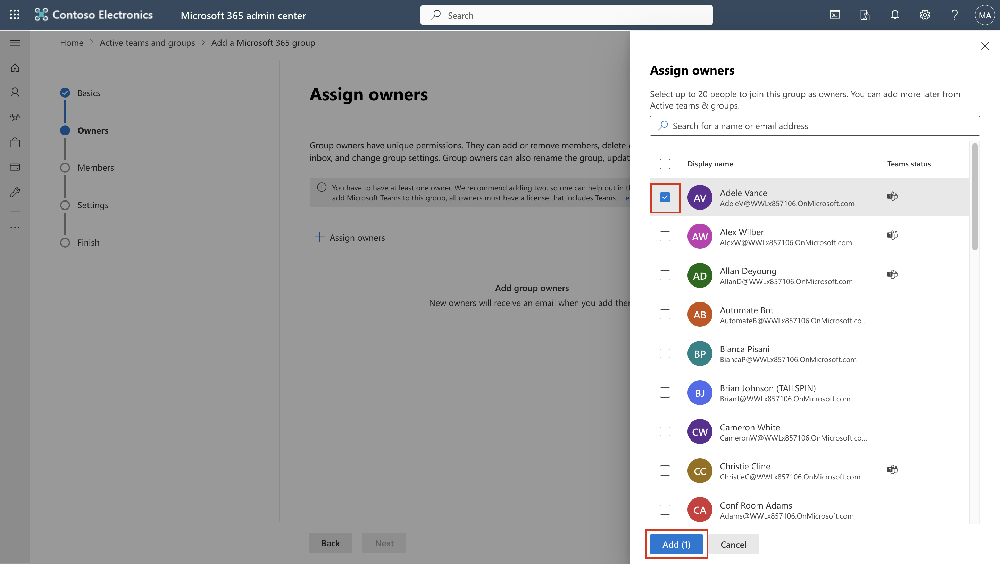 Contoso Electronics
Microsoft 365 admin center
Search
MA
Home > Active teams and groups > Add a Microsoft 365 group
Basics
Owners
Members
Settings
Finish
Assign owners
Group owners have unique permissions. They can add or remove members, delete
inbox, and change group settings. Group owners can also rename the group, updat
You have to have at least one owner. We recommend adding two, so one can help out in t
add Microsoft Teams to this group, all owners must have a license that includes Teams. Le
Assign owners
Add group owners
New owners will receive an email when you add the
Back
Next
Assign owners
Select up to 20 people to join this group as owners. You can add more later from
Active teams & groups.
Search for a name or email address
Display name
Teams status
AV
Adele Vance
AdeleV@WWLx857106.OnMicrosoft.com
AW
Alex Wilber
AlexW@WWLx857106.OnMicrosoft.com
AD
Allan Deyoung
AllanD@WWLx857106.OnMicrosoft.com
AB
Automate Bot
AutomateB@WWLx857106.OnMicrosoft.co...
BP
Bianca Pisani
BiancaP@WWLx857106.OnMicrosoft.com
BJ
Brian Johnson (TAILSPIN)
BrianJ@WWLx857106.OnMicrosoft.com
CW
Cameron White
CameronW@WWLx857106.OnMicrosoft.co...
CC
Christie Cline
ChristieC@WWLx857106.OnMicrosoft.com
CA
Conf Room Adams
Adams@WWLx857106.OnMicrosoft.com
Add (1)
Cancel